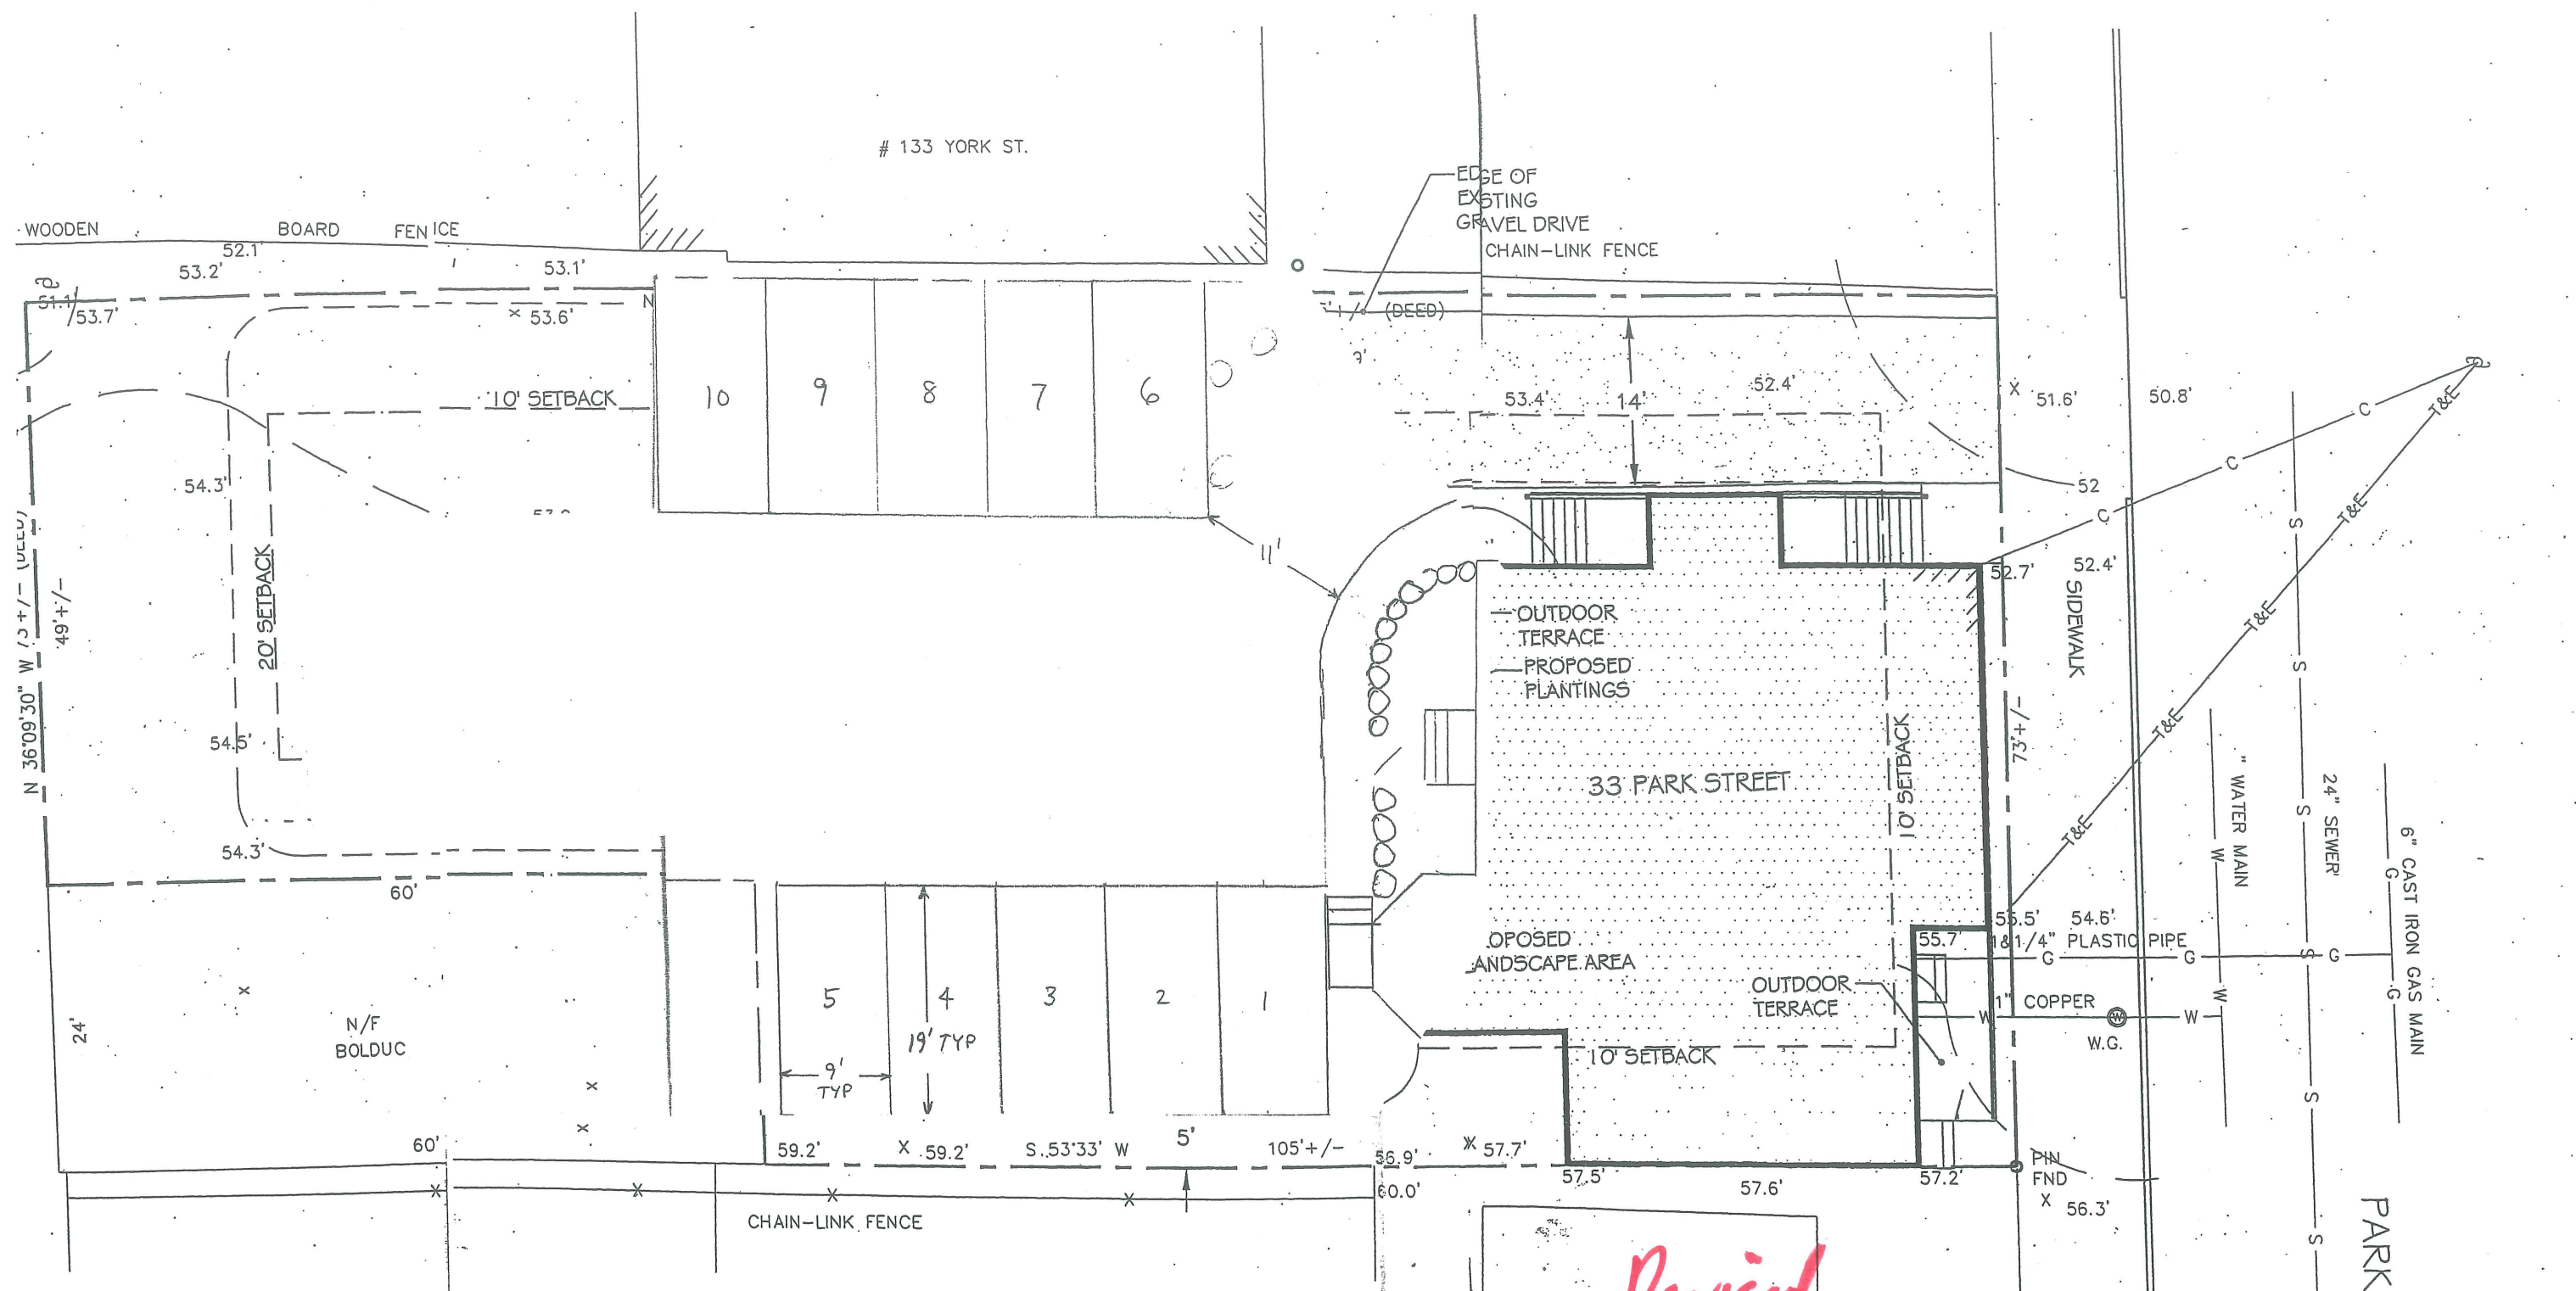 # 133 YORK ST.
EDGE OF
EXSTING
GRAVEL DRIVE
CHAIN-LINK FENCE
WOODEN BOARD FENCE
52.1'
53.2'
53.1'
51.1'
53.7'
53.6'
N
(DEED)
10' SETBACK
10
9
8
7
6
53.4'
14'
52.4'
X
51.6'
50.8'
C
T&E
54.3'
52
C
C
T&E
S
11'
52.7'
52.4'
20' SETBACK
49'+/-
N 36°09'30" W 73'+/- (DEED)
OUTDOOR
TERRACE
PROPOSED
PLANTINGS
SIDEWALK
T&E
S
54.5'
33 PARK STREET
10' SETBACK
73'+/-
T&E
" WATER MAIN
24" SEWER
6" CAST IRON GAS MAIN
S
T&E
W
G
54.3'
60'
55.5'
54.6'
OPOSED
ANDSCAPE AREA
55.7'
1&1/4" PLASTIC PIPE
G
G
S
G
G
W
5
4
3
2
1
OUTDOOR
TERRACE
1" COPPER
W
W
W
W.G.
24'
N/F
BOLDUC
19' TYP
9'
TYP
10' SETBACK
S
60'
59.2'
X
59.2'
S 53°33' W
5'
105'+/-
56.9'
57.7'
57.5'
57.6'
57.2'
PIN
FND
60.0'
X
56.3'
CHAIN-LINK FENCE
S
PARK